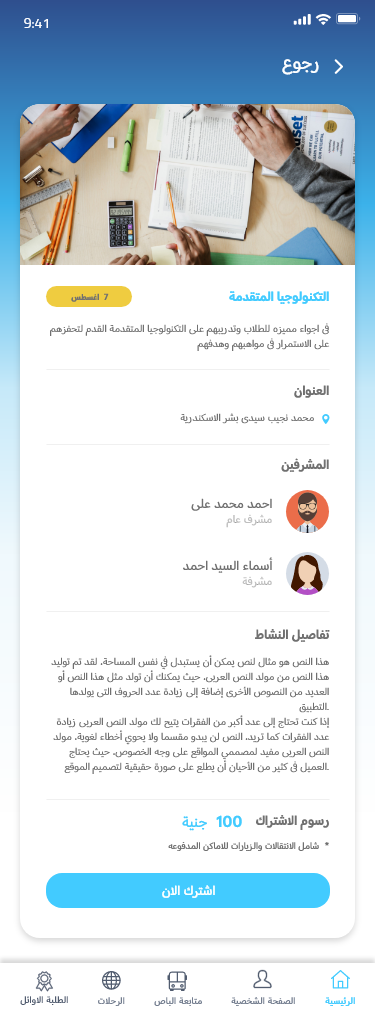 9:41
رجوع
uset
التكنولوجيا المتقدمة
7 اغسطس
فى اجواء مميزه للطلاب وتدريبهم على التكنولوجيا المتقدمة القدم لتحفزهم
على الاستمرار فى مواهبهم وهدفهم
العنوان
محمد نجيب سيدى بشر الاسكندرية
المشرفين
احمد محمد على
مشرف عام
أسماء السيد احمد
مشرفة
تفاصيل النشاط
هذا النص هو مثال لنص يمكن أن يستبدل في نفس المساحة، لقد تم توليد
هذا النص من مولد النص العربى، حيث يمكنك أن تولد مثل هذا النص أو
العديد من النصوص الأخرى إضافة إلى زيادة عدد الحروف التى يولدها
التطبيق.
إذا كنت تحتاج إلى عدد أكبر من الفقرات يتيح لك مولد النص العربى زيادة
عدد الفقرات كما تريد، النص لن يبدو مقسما ولا يحوي أخطاء لغوية، مولد
النص العربى مفيد لمصممي المواقع على وجه الخصوص، حيث يحتاج
العميل فى كثير من الأحيان أن يطلع على صورة حقيقية لتصميم الموقع.
رسوم الاشتراك 100 جنية
* شامل الانتقالات والزيارات للاماكن المدفوعه
اشترك الان
الرئيسية
الصفحة الشخصية
متابعة الباص
الرحلات
الطلبة الاوائل